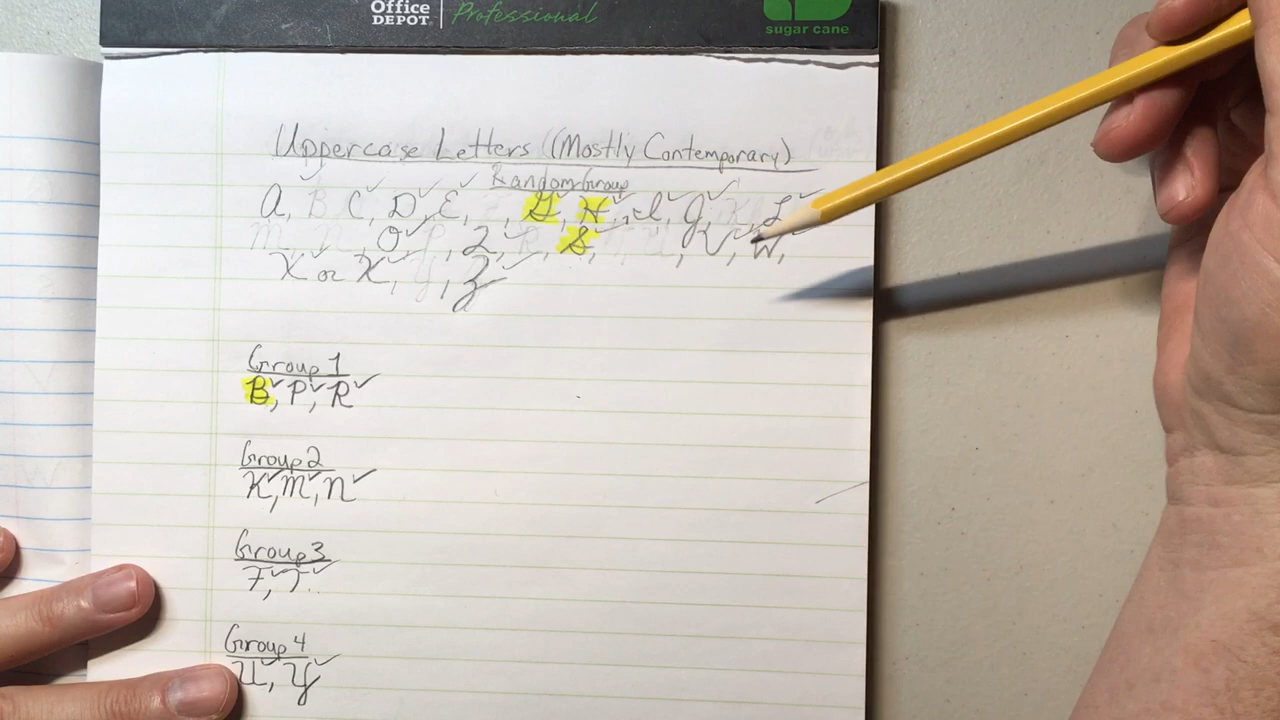 Office DEPOT | Professional
sugar cane
Uppercase Letters (Mostly Contemporary)
Random Group
A, B C, D, E, , G, H, I, J, K, L
M, N, O, P, Q, R, S, T, U, V, W,
X or X, Y, Z
Group 1
B, P, R
Group 2
K, M, N
Group 3
F, T
Group 4
U, Y